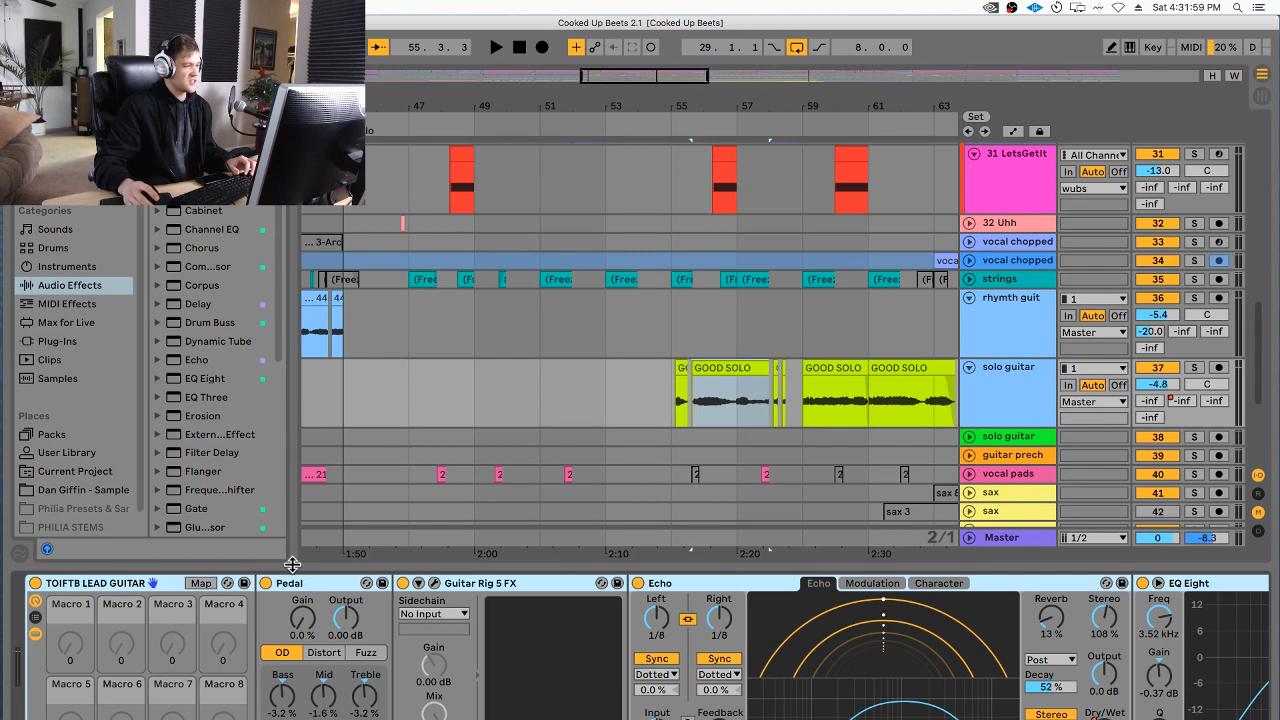 Sat 4:31:59 PM
Cooked Up Beets 2.1 [Cooked Up Beets]
55. 3. 3
29. 1. 1
8. 0. 0
Key
MIDI
20 %
D
H
W
47 49 51 53 55 57 59 61 63
Set
31 LetsGetIt
All Channe
31
S
In Auto Off
-13.0
C
wubs
-inf
-inf
-inf
32 Uhh
32
S
... 3-Arc
vocal chopped
33
S
voca
vocal chopped
34
S
(Free
strings
35
S
... 44
44
rhymth guit
1
36
S
In Auto Off
-5.4
C
Master
-20.0
-inf
-inf
-inf
GOOD SOLO
GOOD SOLO
GOOD SOLO
solo guitar
1
37
S
In Auto Off
-4.8
C
Master
-inf
-inf
-inf
-inf
solo guitar
38
S
guitar prech
39
S
... 21
2 2 2 2 2 2 2
vocal pads
40
S
sax 8
sax
41
S
sax 3
sax
42
S
2/1
Master
1/2
0
-8.3
1:50 2:00 2:10 2:20 2:30
Categories
Sounds
Drums
Instruments
Audio Effects
MIDI Effects
Max for Live
Plug-Ins
Clips
Samples
Places
Packs
User Library
Current Project
Dan Giffin - Sample
Philia Presets & Sar
PHILIA STEMS
Cabinet
Channel EQ
Chorus
Com...sor
Corpus
Delay
Drum Buss
Dynamic Tube
Echo
EQ Eight
EQ Three
Erosion
Extern...Effect
Filter Delay
Flanger
Freque...hifter
Gate
Glu...sor
TOIFTB LEAD GUITAR
Map
Macro 1 Macro 2 Macro 3 Macro 4
0 0 0 0
Macro 5 Macro 6 Macro 7 Macro 8
Pedal
Gain Output
0.0 % 0.00 dB
OD Distort Fuzz
Bass Mid Treble
-3.2 % -1.6 % -3.2 %
Guitar Rig 5 FX
Sidechain
No Input
Gain
0.00 dB
Mix
Echo
Echo Modulation Character
Left Right
1/8 1/8
Sync Sync
Dotted Dotted
0.0 % 0.0 %
Input Feedback
Reverb Stereo
13 % 108 %
Post
Output
Decay
52 %
0.0 dB
Stereo
Dry/Wet
EQ Eight
Freq
3.52 kHz
Gain
-0.37 dB
Q
12
6
0
-6
-12